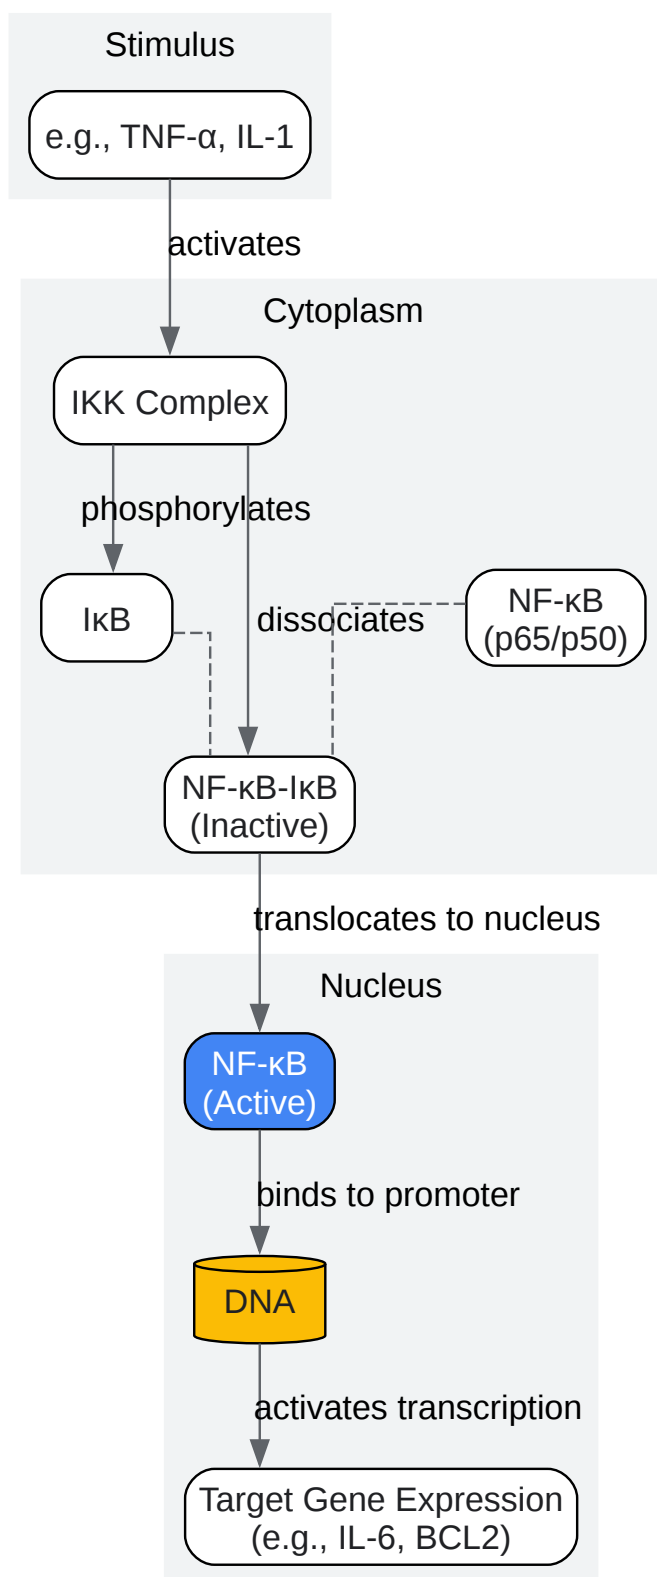 Stimulus
e.g., TNF-α, IL-1
activates
Cytoplasm
IKK Complex
phosphorylates
IκB
dissociates
NF-κB
(p65/p50)
NF-κB-IκB
(Inactive)
translocates to nucleus
Nucleus
NF-κB
(Active)
binds to promoter
DNA
activates transcription
Target Gene Expression
(e.g., IL-6, BCL2)